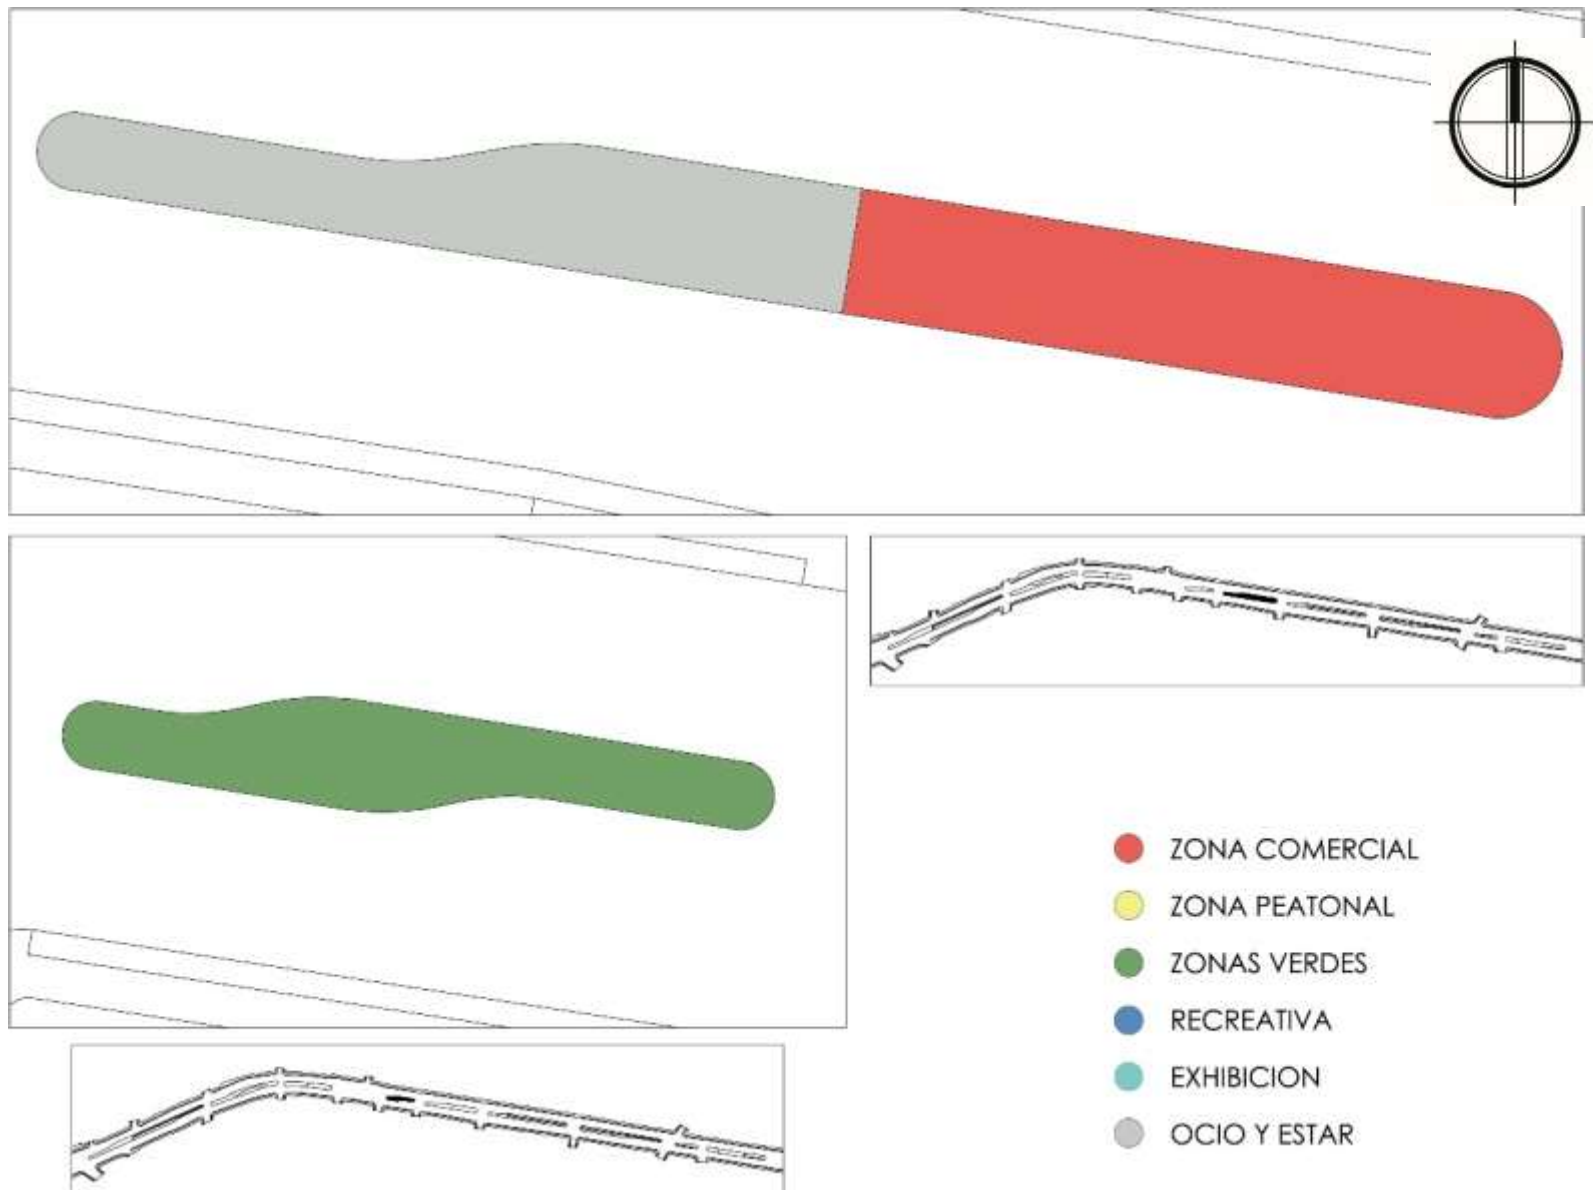 ZONA COMERCIAL
ZONA PEATONAL
ZONAS VERDES
RECREATIVA
EXHIBICION
OCIO Y ESTAR